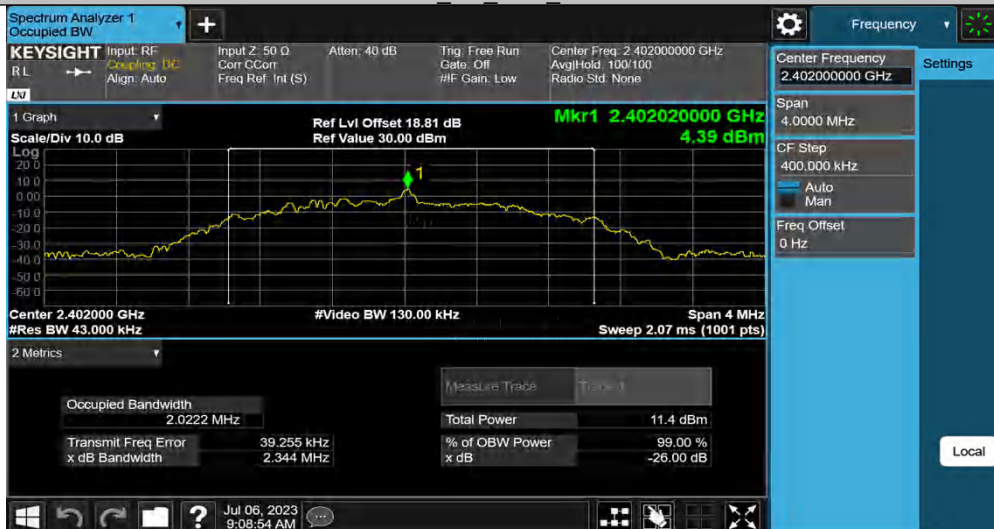 Spectrum Analyzer 1
Occupied BW
+
Frequency
KEYSIGHT
RL
LXI
Input: RF
Coupling: DC
Align: Auto
Input Z: 50 Ω
Corr CCorr
Freq Ref: Int (S)
Atten: 40 dB
Trig: Free Run
Gate: Off
#IF Gain: Low
Center Freq: 2.402000000 GHz
Avg|Hold: 100/100
Radio Std: None
Center Frequency
2.402000000 GHz
Settings
Span
4.0000 MHz
CF Step
400.000 kHz
Auto
Man
Freq Offset
0 Hz
1 Graph
Scale/Div 10.0 dB
Ref Lvl Offset 18.81 dB
Ref Value 30.00 dBm
Mkr1 2.402020000 GHz
4.39 dBm
Log
20.0
10.0
0.00
-10.0
-20.0
-30.0
-40.0
-50.0
-60.0
1
Center 2.402000 GHz
#Res BW 43.000 kHz
#Video BW 130.00 kHz
Span 4 MHz
Sweep 2.07 ms (1001 pts)
2 Metrics
Measure Trace
Trace 1
Occupied Bandwidth
2.0222 MHz
Total Power
11.4 dBm
Transmit Freq Error
39.255 kHz
% of OBW Power
99.00 %
x dB Bandwidth
2.344 MHz
x dB
-26.00 dB
Local
?
Jul 06, 2023
9:08:54 AM